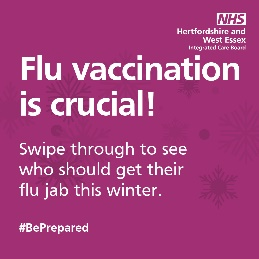 NHS
Hertfordshire and
West Essex
Integrated Care Board
Flu vaccination
is crucial!
Swipe through to see
who should get their
flu jab this winter.
#BePrepared